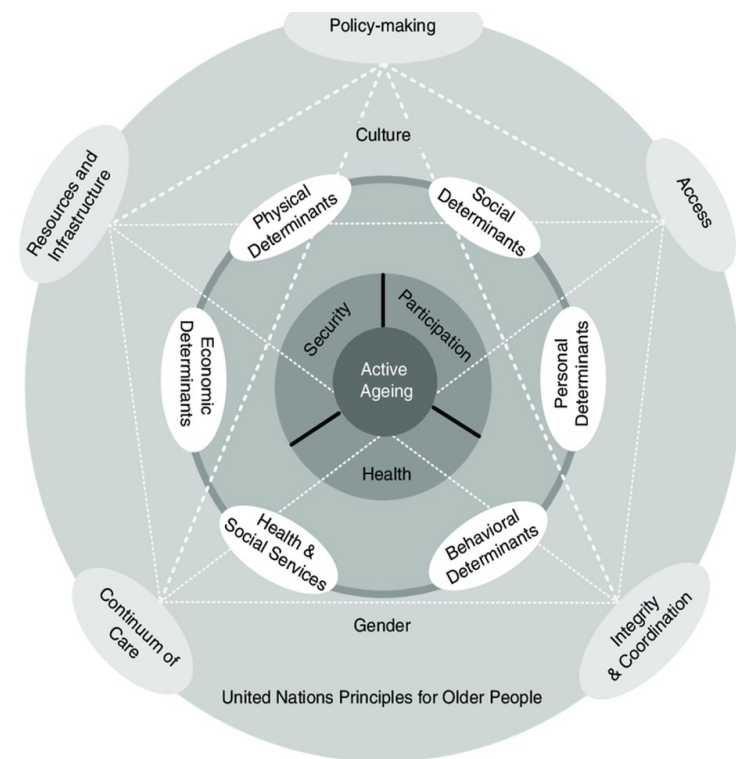 Policy-making
Culture
Resources and
Infrastructure
Access
Physical
Determinants
Social
Determinants
Security
Participation
Economic
Determinants
Active
Ageing
Personal
Determinants
Health
Health &
Social Services
Behavioral
Determinants
Continuum of
Care
Gender
Integrity
& Coordination
United Nations Principles for Older People